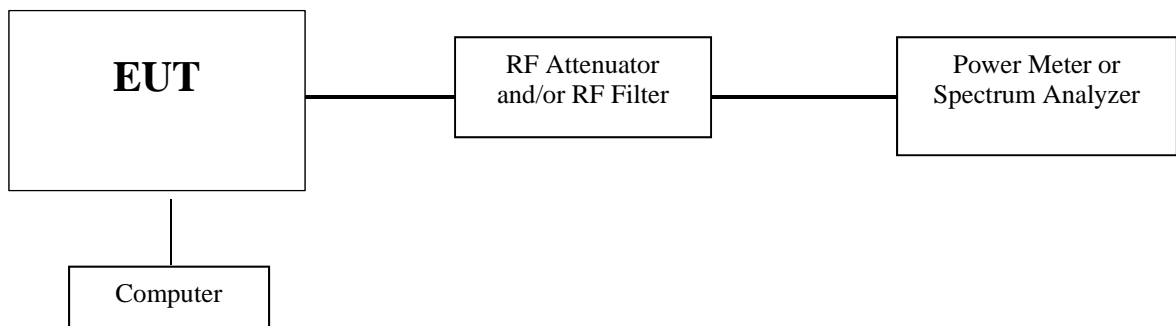 EUT
RF Attenuator
and/or RF Filter
Power Meter or
Spectrum Analyzer
Computer